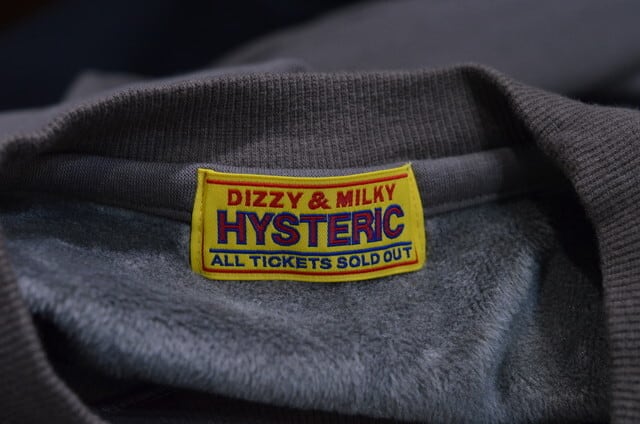 DIZZY & MILKY
HYSTERIC
ALL TICKETS SOLD OUT